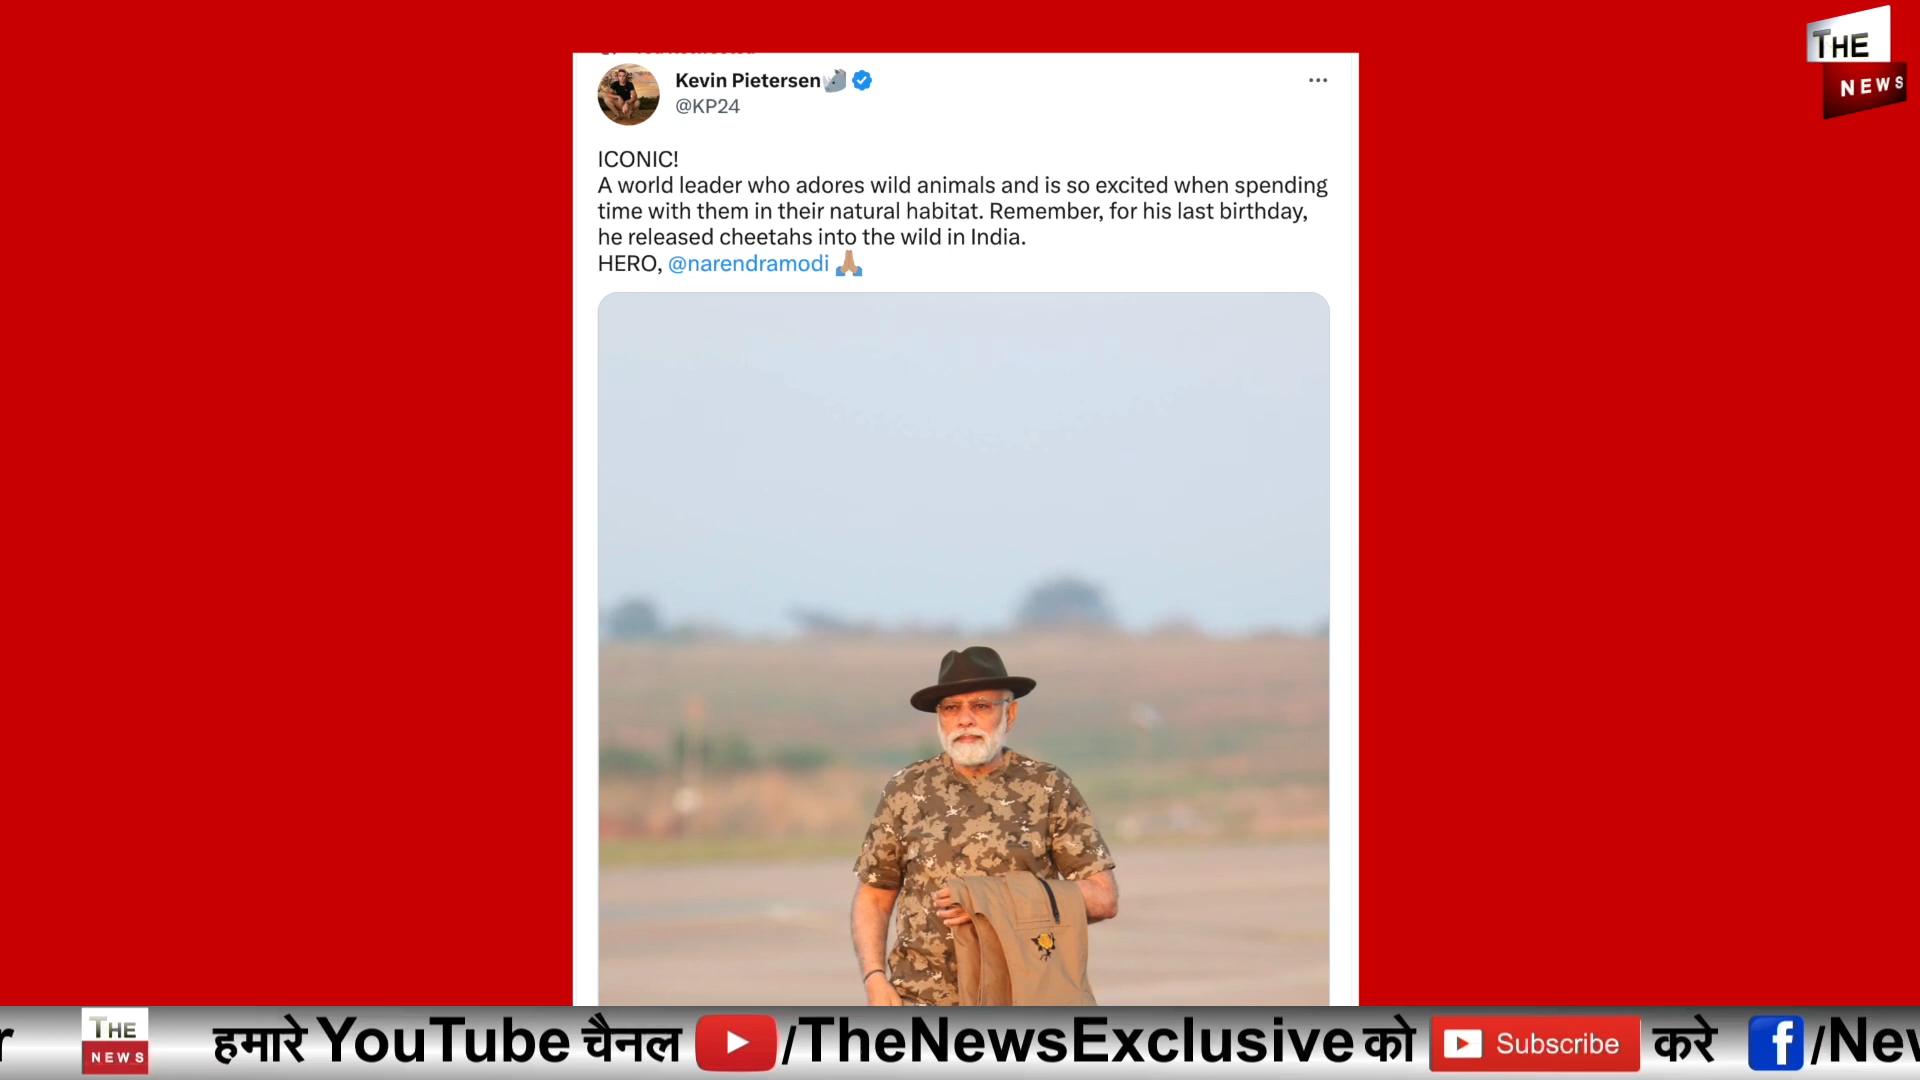 THE
NEWS
Kevin Pietersen
@KP24
ICONIC!
A world leader who adores wild animals and is so excited when spending
time with them in their natural habitat. Remember, for his last birthday,
he released cheetahs into the wild in India.
HERO, @narendramodi 🙏🏽
THE
NEWS
हमारे YouTube चैनल /TheNewsExclusive को Subscribe करे /Nev